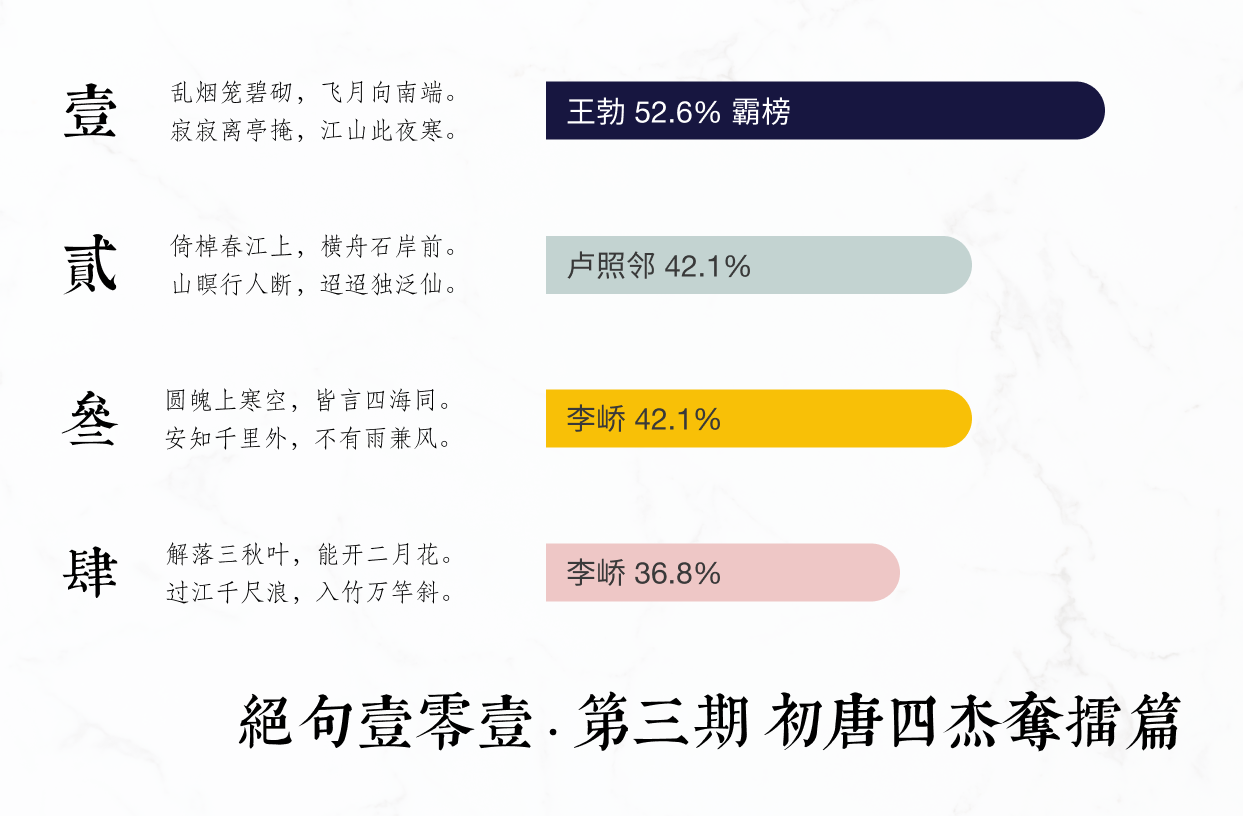 壹
乱烟笼碧砌，飞月向南端。
寂寂离亭掩，江山此夜寒。
王勃 52.6% 霸榜
貳
倚棹春江上，横舟石岸前。
山暝行人断，迢迢独泛仙。
卢照邻 42.1%
叄
圆魄上寒空，皆言四海同。
安知千里外，不有雨兼风。
李峤 42.1%
肆
解落三秋叶，能开二月花。
过江千尺浪，入竹万竿斜。
李峤 36.8%
絕句壹零壹 . 第三期 初唐四杰奪擂篇